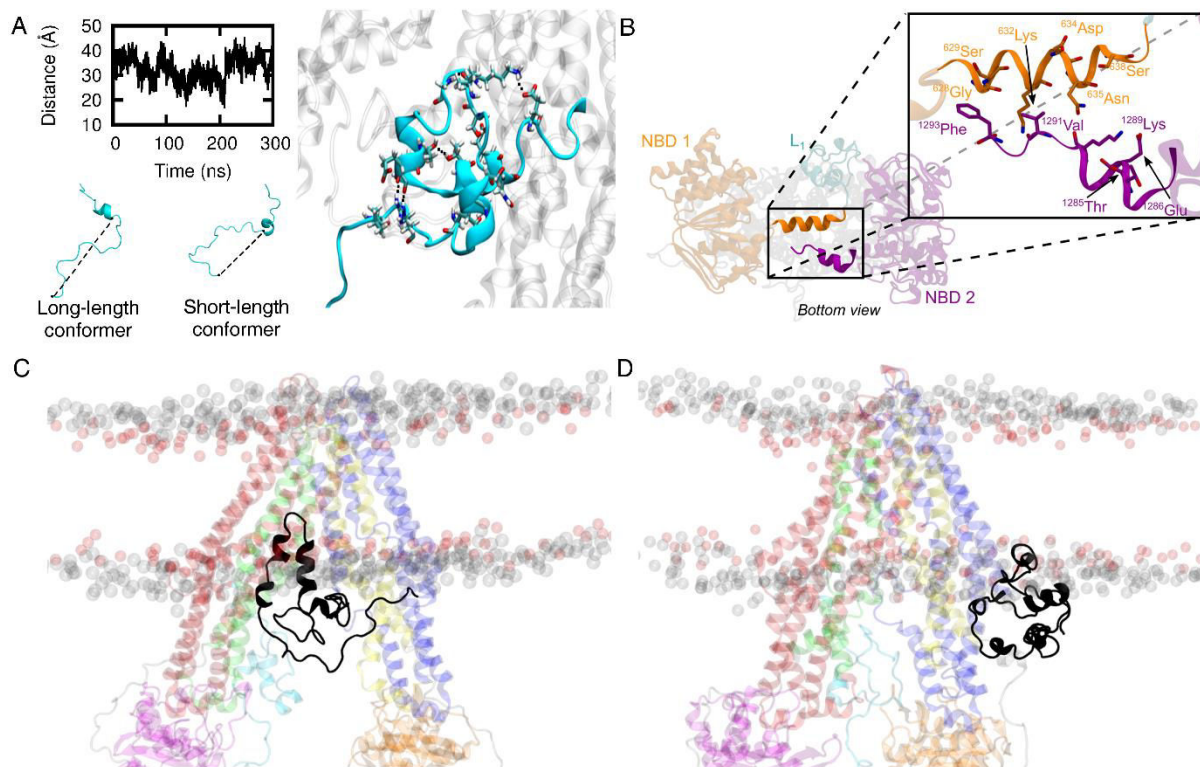 A
Distance (Å)
50
40
30
20
10
0 100 200 300
Time (ns)
Long-length
conformer
Short-length
conformer
B
NBD 1
L1
NBD 2
Bottom view
634Asp
632Lys
629Ser
638Ser
628Gly
635Asn
1293Phe
1291Val
1289Lys
1285Thr
1286Glu
C
D